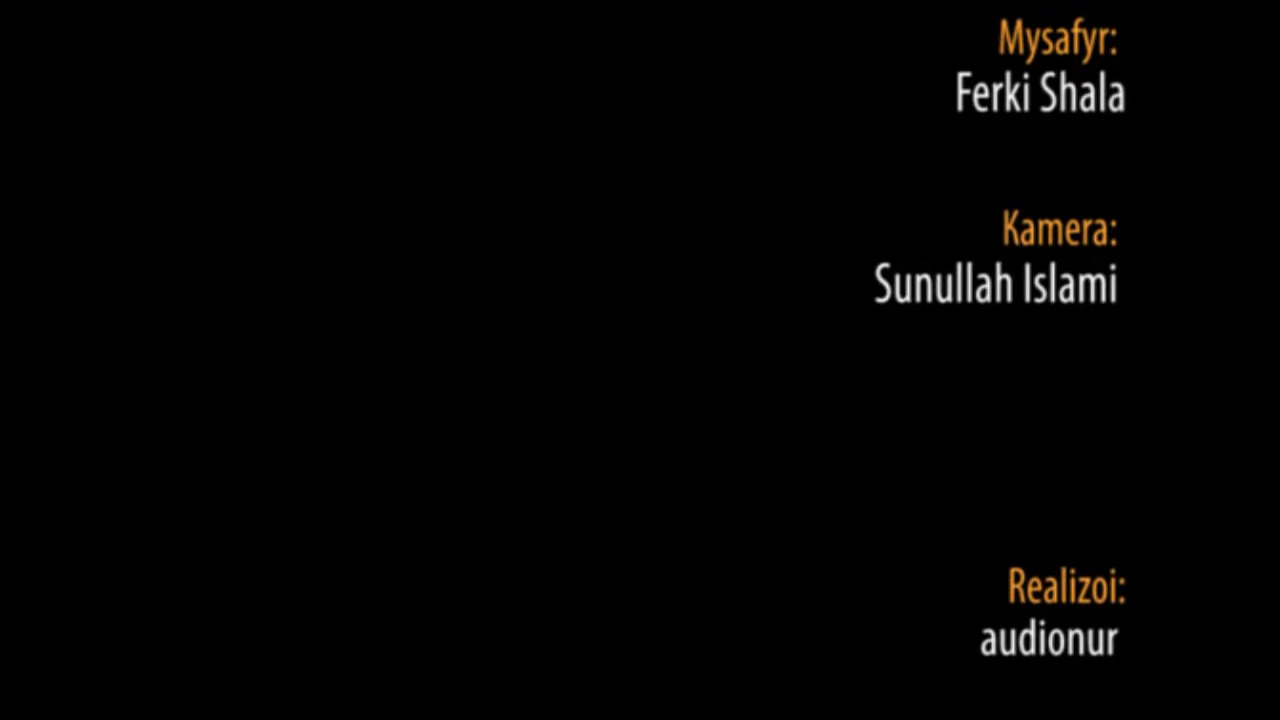 Mysafyr:
Ferki Shala
Kamera:
Sunullah Islami
Realizoi:
audionur